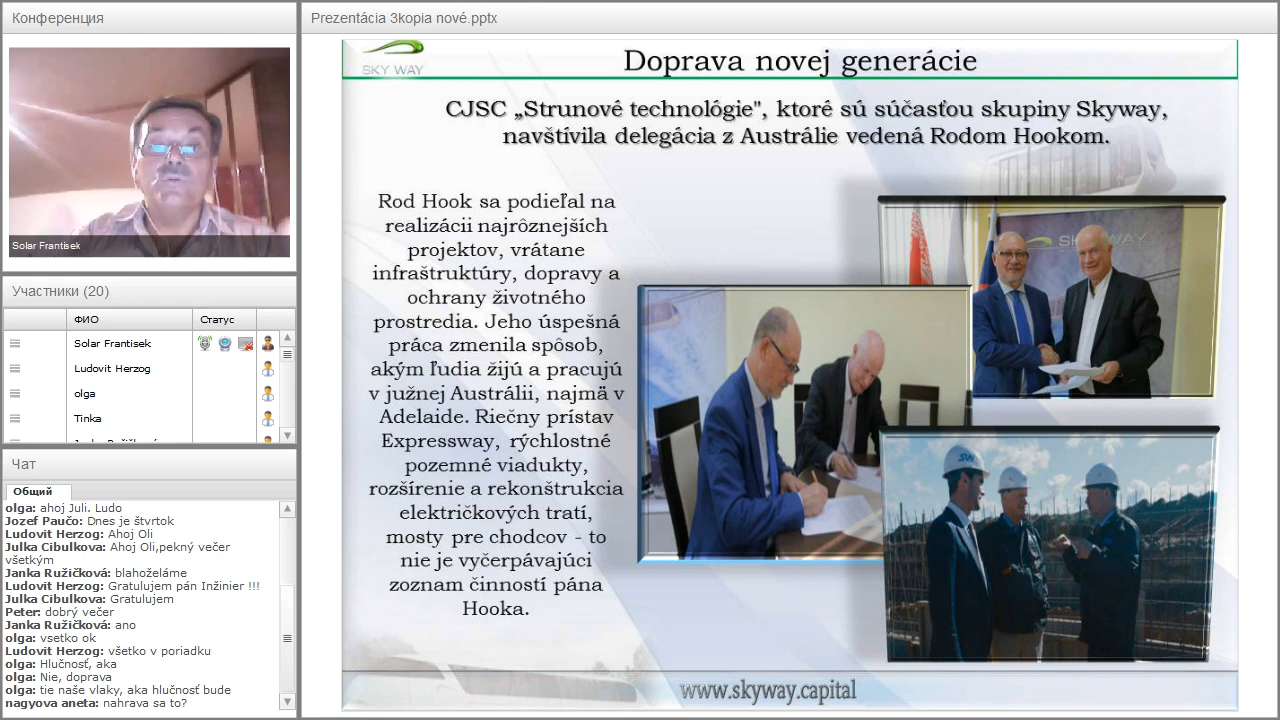 Конференция
Solar Frantisek
Участники (20)
ФИО
Статус
Solar Frantisek
Ludovit Herzog
olga
Tinka
Чат
Общий
olga: ahoj Juli. Ludo
Jozef Paučo: Dnes je štvrtok
Ludovit Herzog: Ahoj Oli
Julka Cibulkova: Ahoj Oli,pekný večer
všetkým
Janka Ružičková: blahoželáme
Ludovit Herzog: Gratulujem pán Inžinier !!!
Julka Cibulkova: Gratulujem
Peter: dobrý večer
Janka Ružičková: ano
olga: vsetko ok
Ludovit Herzog: všetko v poriadku
olga: Hlučnosť, aka
olga: Nie, doprava
olga: tie naše vlaky, aka hlučnosť bude
nagyova aneta: nahrava sa to?
Prezentácia 3kopia nové.pptx
SKY WAY
Doprava novej generácie
CJSC „Strunové technológie", ktoré sú súčasťou skupiny Skyway,
navštívila delegácia z Austrálie vedená Rodom Hookom.
Rod Hook sa podieľal na
realizácii najrôznejších
projektov, vrátane
infraštruktúry, dopravy a
ochrany životného
prostredia. Jeho úspešná
práca zmenila spôsob,
akým ľudia žijú a pracujú
v južnej Austrálii, najmä v
Adelaide. Riečny prístav
Expressway, rýchlostné
pozemné viadukty,
rozšírenie a rekonštrukcia
električkových tratí,
mosty pre chodcov - to
nie je vyčerpávajúci
zoznam činností pána
Hooka.
SKY WAY
SW
www.skyway.capital